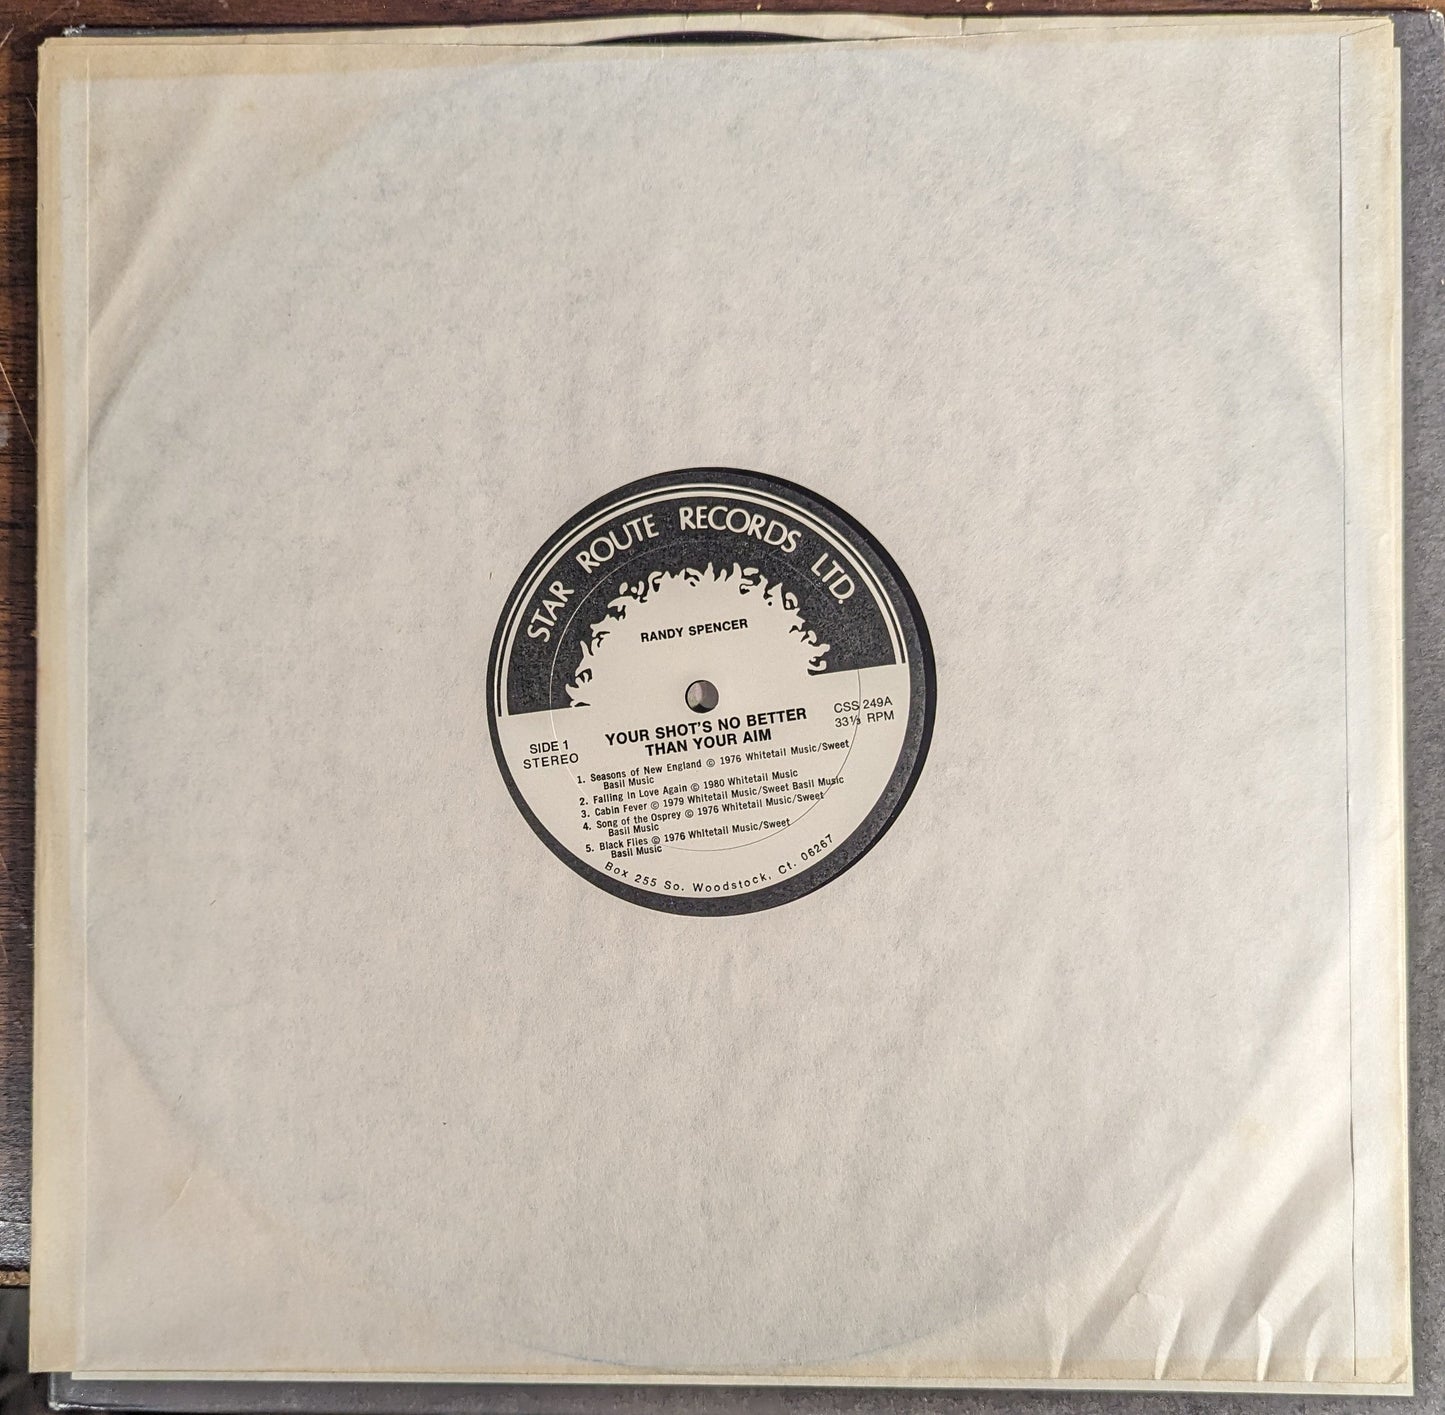 STAR ROUTE RECORDS LTD.
RANDY SPENCER
CSS 249A
33⅓ RPM
SIDE 1
STEREO
YOUR SHOT'S NO BETTER
THAN YOUR AIM
1. Seasons of New England © 1976 Whitetail Music/Sweet
Basil Music
2. Falling In Love Again © 1980 Whitetail Music
3. Cabin Fever © 1979 Whitetail Music/Sweet Basil Music
4. Song of the Osprey © 1976 Whitetail Music/Sweet
Basil Music
5. Black Flies © 1976 Whitetail Music/Sweet
Basil Music
Box 255 So. Woodstock, Ct. 06267